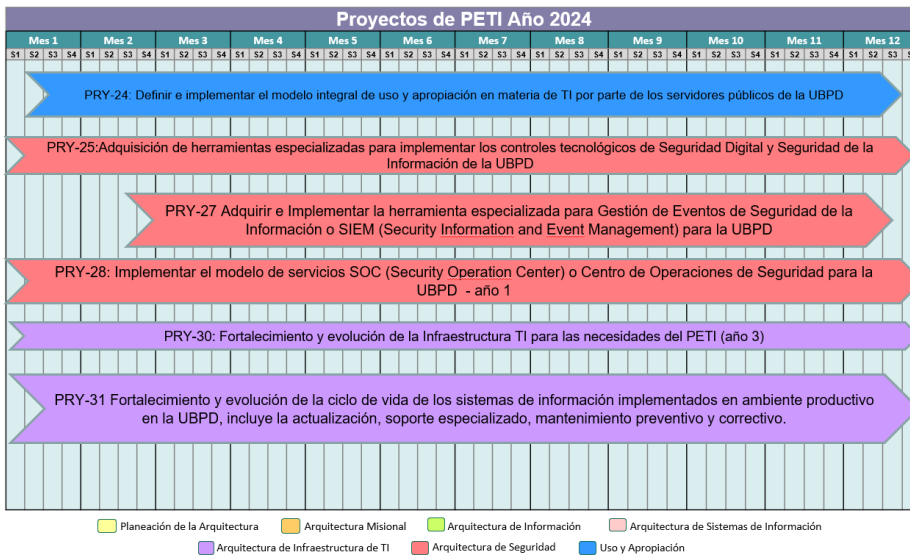 Proyectos de PETI Año 2024
Mes 1 Mes 2 Mes 3 Mes 4 Mes 5 Mes 6 Mes 7 Mes 8 Mes 9 Mes 10 Mes 11 Mes 12
S1 S2 S3 S4 S1 S2 S3 S4 S1 S2 S3 S4 S1 S2 S3 S4 S1 S2 S3 S4 S1 S2 S3 S4 S1 S2 S3 S4 S1 S2 S3 S4 S1 S2 S3 S4 S1 S2 S3 S4 S1 S2 S3 S4 S1 S2 S3 S
PRY-24: Definir e implementar el modelo integral de uso y apropiación en materia de TI por parte de los servidores públicos de la UBPD
PRY-25:Adquisición de herramientas especializadas para implementar los controles tecnológicos de Seguridad Digital y Seguridad de la
Información de la UBPD
PRY-27 Adquirir e Implementar la herramienta especializada para Gestión de Eventos de Seguridad de la
Información o SIEM (Security Information and Event Management) para la UBPD
PRY-28: Implementar el modelo de servicios SOC (Security Operation Center) o Centro de Operaciones de Seguridad para la
UBPD - año 1
PRY-30: Fortalecimiento y evolución de la Infraestructura TI para las necesidades del PETI (año 3)
PRY-31 Fortalecimiento y evolución de la ciclo de vida de los sistemas de información implementados en ambiente productivo
en la UBPD, incluye la actualización, soporte especializado, mantenimiento preventivo y correctivo.
Planeación de la Arquitectura Arquitectura Misional Arquitectura de Información Arquitectura de Sistemas de Información
Arquitectura de Infraestructura de TI Arquitectura de Seguridad Uso y Apropiación